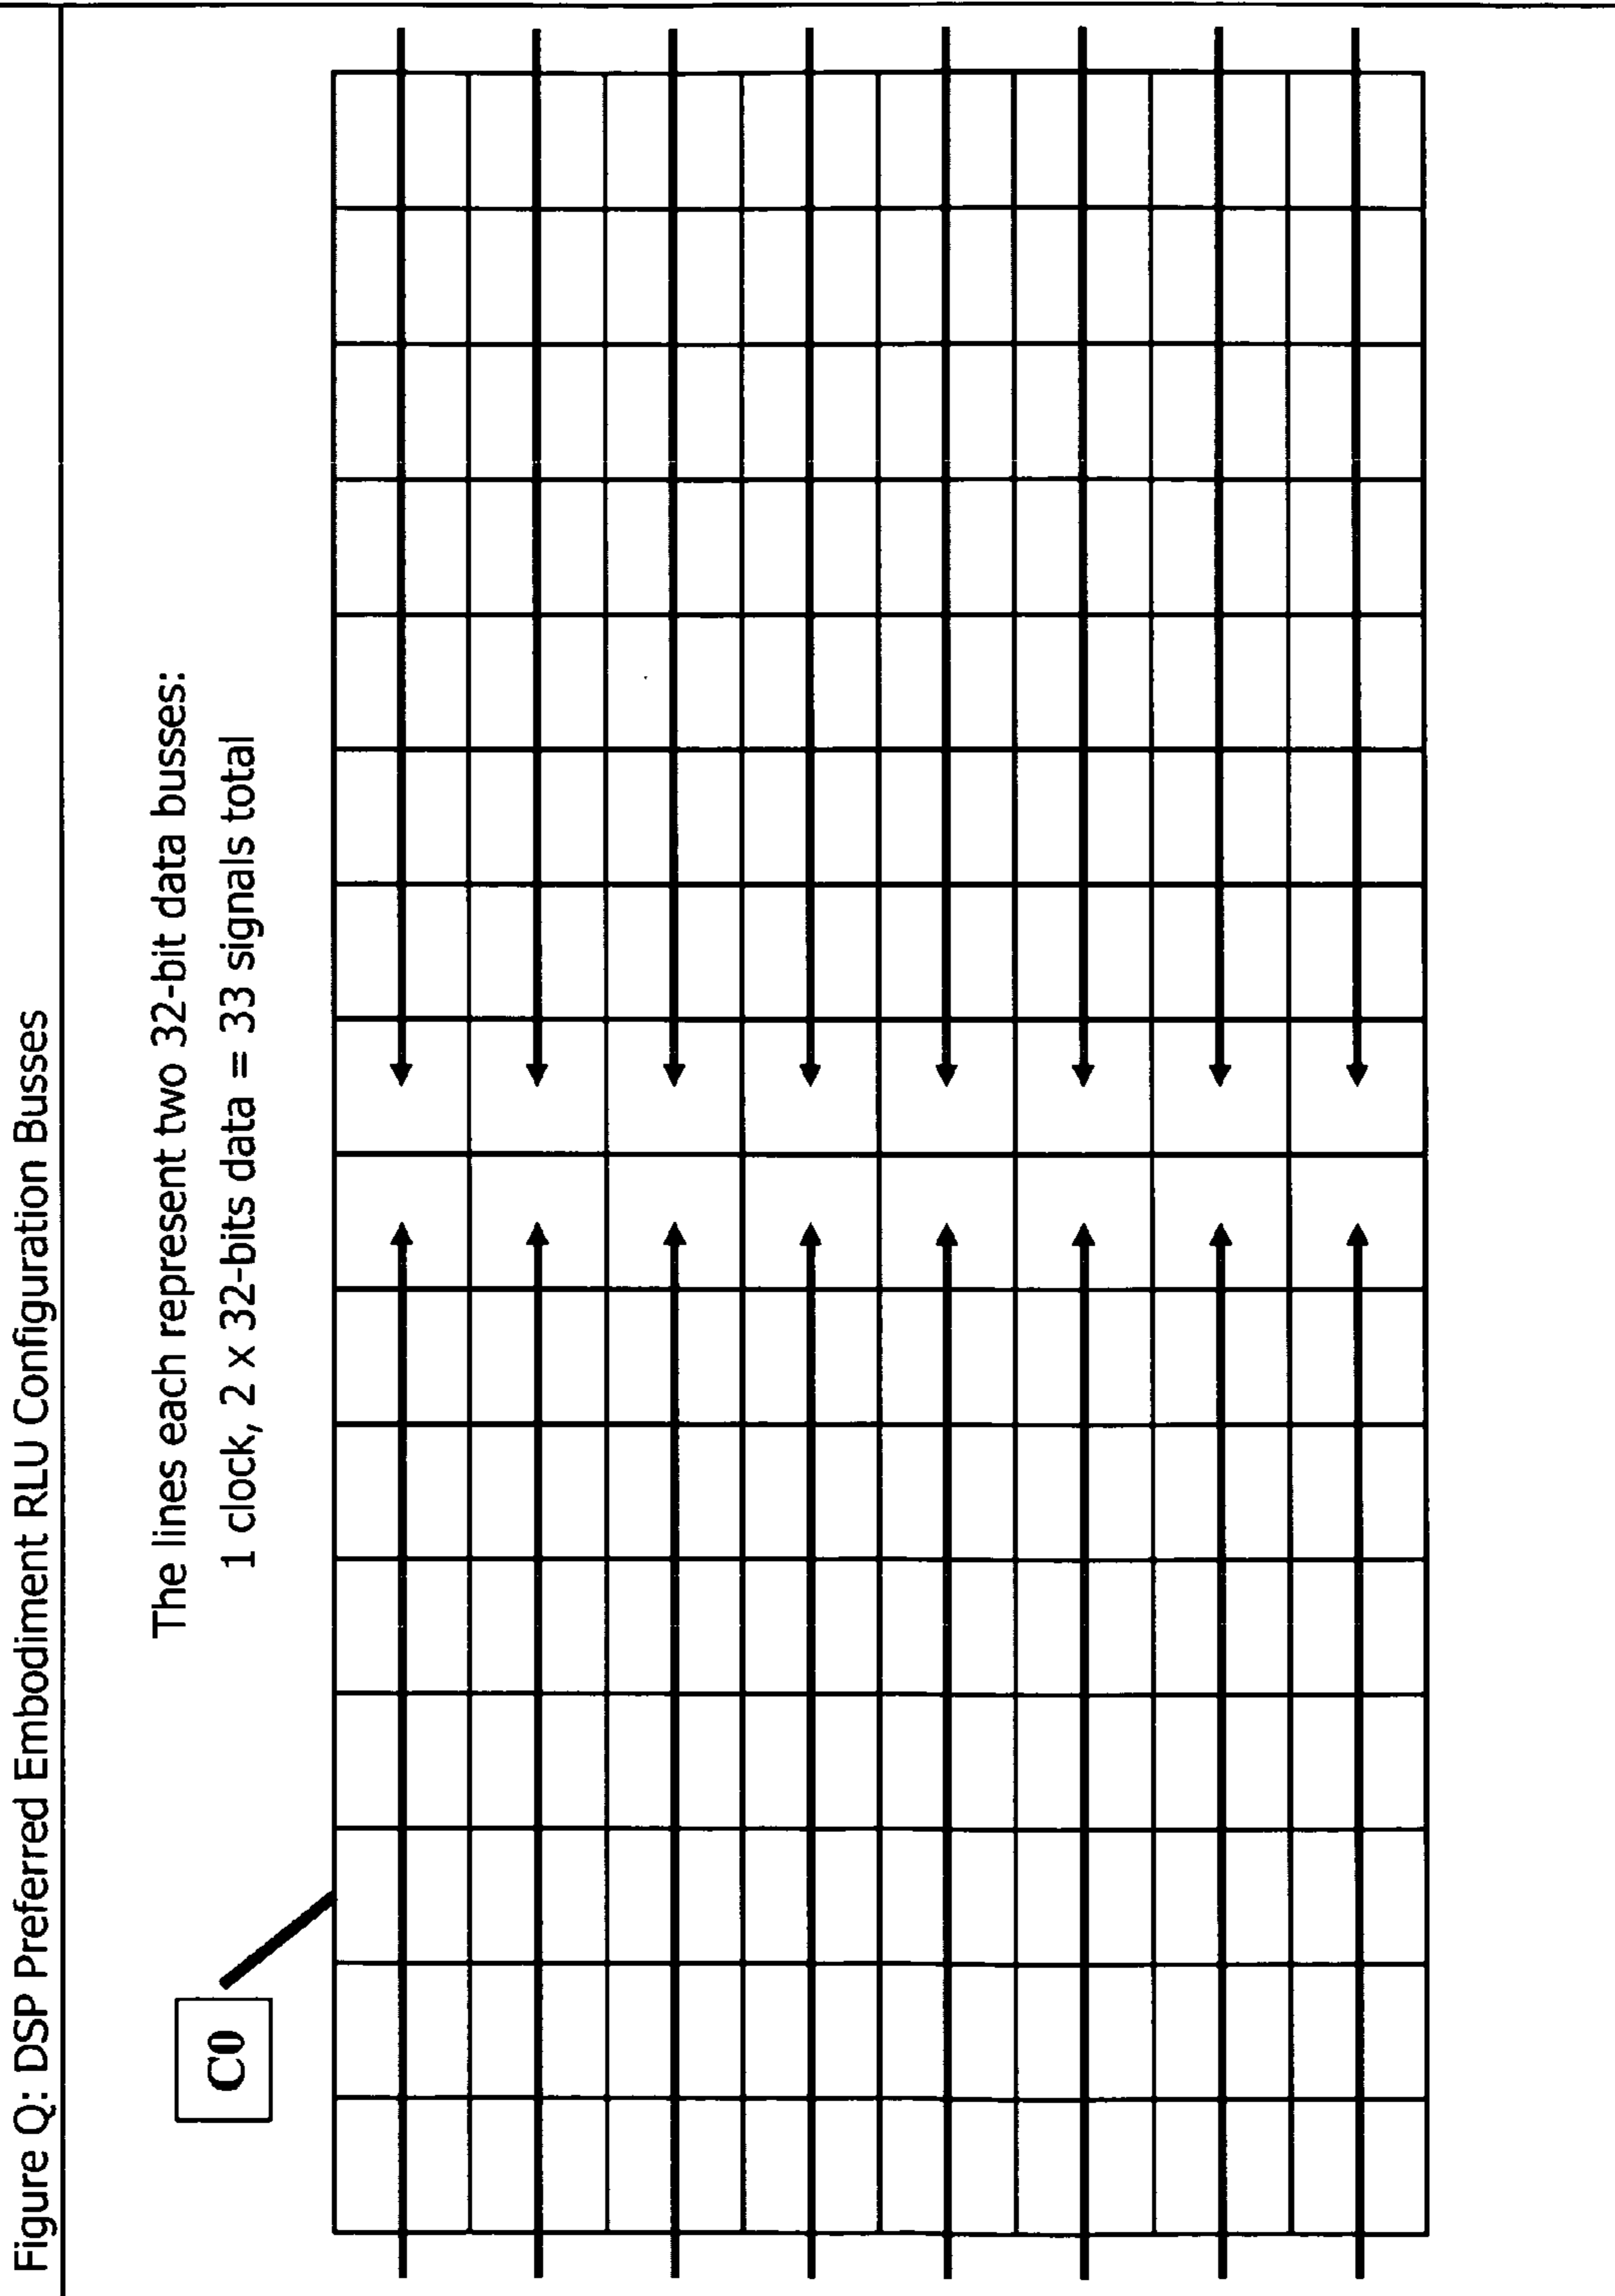 Figure Q: DSP Preferred Embodiment RLU Configuration Busses
The lines each represent two 32-bit data busses:
1 clock, 2 x 32-bits data = 33 signals total
C0